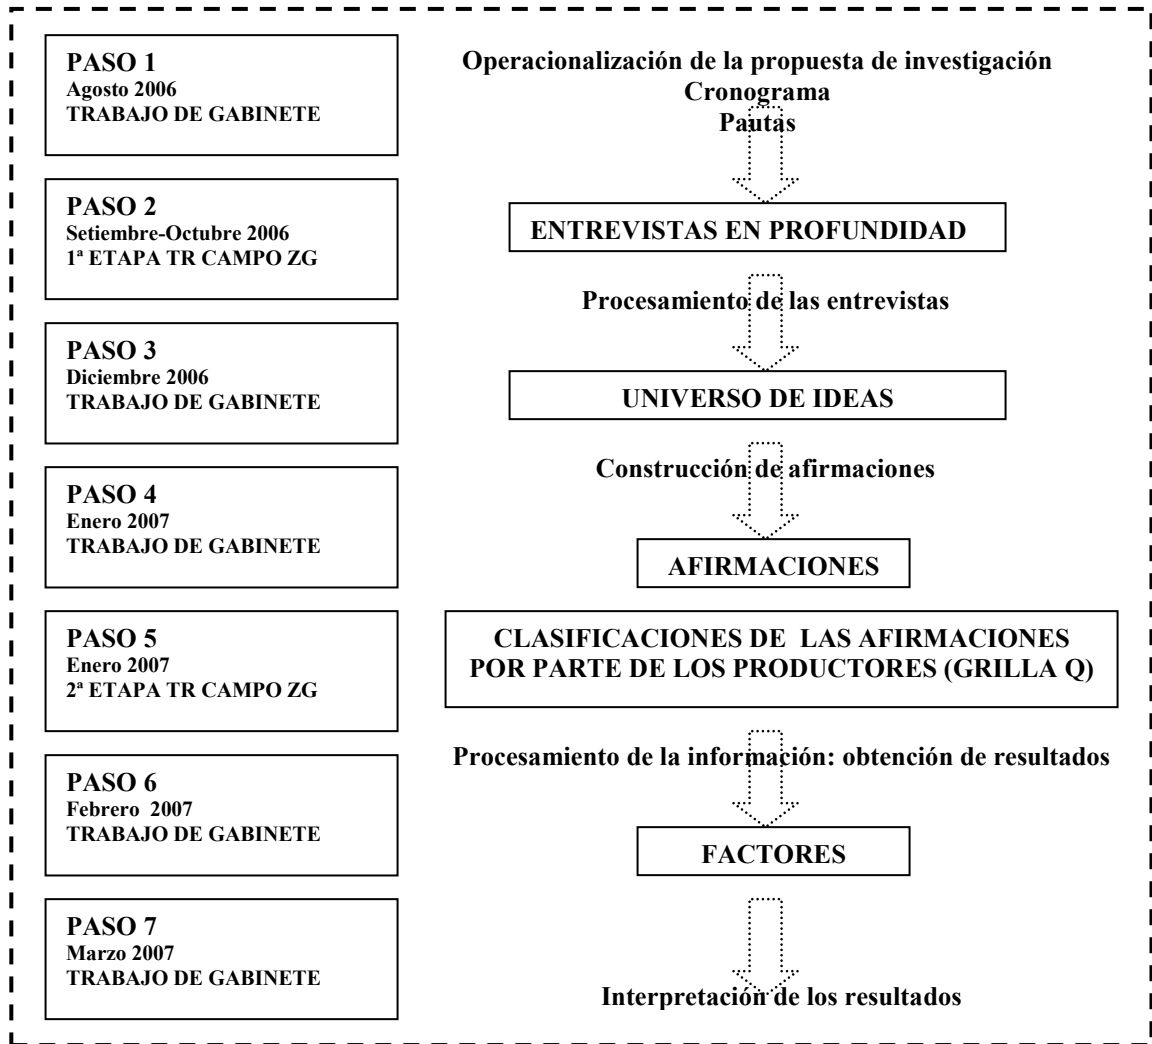 PASO 1
Agosto 2006
TRABAJO DE GABINETE
Operacionalización de la propuesta de investigación
Cronograma
Pautas
PASO 2
Setiembre-Octubre 2006
1ª ETAPA TR CAMPO ZG
ENTREVISTAS EN PROFUNDIDAD
Procesamiento de las entrevistas
PASO 3
Diciembre 2006
TRABAJO DE GABINETE
UNIVERSO DE IDEAS
Construcción de afirmaciones
PASO 4
Enero 2007
TRABAJO DE GABINETE
AFIRMACIONES
PASO 5
Enero 2007
2ª ETAPA TR CAMPO ZG
CLASIFICACIONES DE LAS AFIRMACIONES
POR PARTE DE LOS PRODUCTORES (GRILLA Q)
Procesamiento de la información: obtención de resultados
PASO 6
Febrero 2007
TRABAJO DE GABINETE
FACTORES
PASO 7
Marzo 2007
TRABAJO DE GABINETE
Interpretación de los resultados